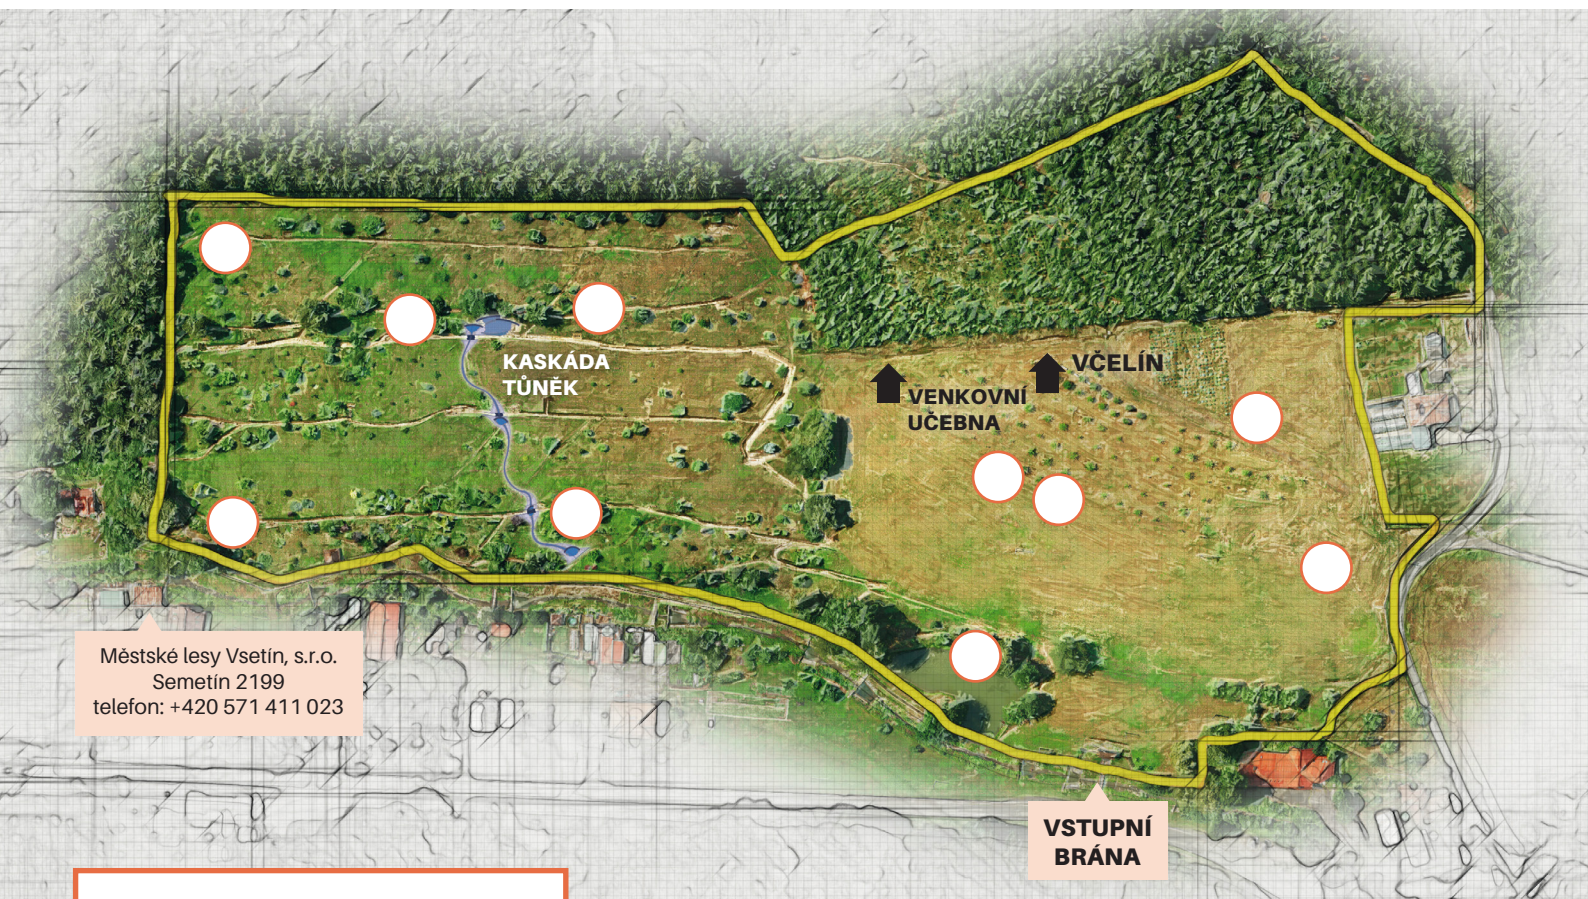 KASKÁDA
TŮNĚK
VČELÍN
VENKOVNÍ
UČEBNA
Městské lesy Vsetín, s.r.o.
Semetín 2199
telefon: +420 571 411 023
VSTUPNÍ
BRÁNA